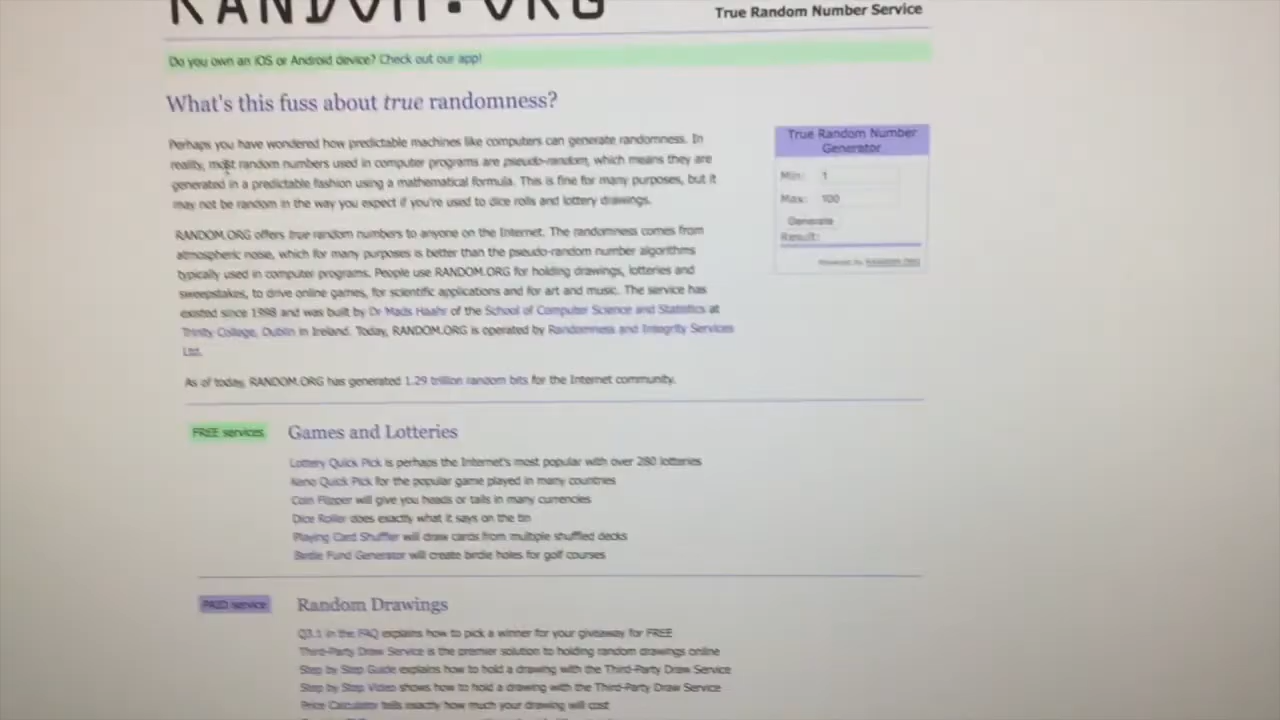 RANDOM.ORG
True Random Number Service
Do you own an iOS or Android device? Check out our app!
What's this fuss about true randomness?
Perhaps you have wondered how predictable machines like computers can generate randomness. In
reality, most random numbers used in computer programs are pseudo-random, which means they are
generated in a predictable fashion using a mathematical formula. This is fine for many purposes, but it
may not be random in the way you expect if you're used to dice rolls and lottery drawings.
RANDOM.ORG offers true random numbers to anyone on the Internet. The randomness comes from
atmospheric noise, which for many purposes is better than the pseudo-random number algorithms
typically used in computer programs. People use RANDOM.ORG for holding drawings, lotteries and
sweepstakes, to drive online games, for scientific applications and for art and music. The service has
existed since 1998 and was built by Dr Mads Haahr of the School of Computer Science and Statistics at
Trinity College, Dublin in Ireland. Today, RANDOM.ORG is operated by Randomness and Integrity Services
Ltd.
As of today, RANDOM.ORG has generated 1.29 trillion random bits for the Internet community.
True Random Number
Generator
Min: 1
Max: 100
Generate
Result:
Powered by RANDOM.ORG
FREE services
Games and Lotteries
Lottery Quick Pick is perhaps the Internet's most popular with over 280 lotteries
Keno Quick Pick for the popular game played in many countries
Coin Flipper will give you heads or tails in many currencies
Dice Roller does exactly what it says on the tin
Playing Card Shuffler will draw cards from multiple shuffled decks
Birdie Fund Generator will create birdie holes for golf courses
PAID service
Random Drawings
Q3.1 in the FAQ explains how to pick a winner for your giveaway for FREE
Third-Party Draw Service is the premier solution to holding random drawings online
Step by Step Guide explains how to hold a drawing with the Third-Party Draw Service
Step by Step Video shows how to hold a drawing with the Third-Party Draw Service
Price Calculator tells exactly how much your drawing will cost